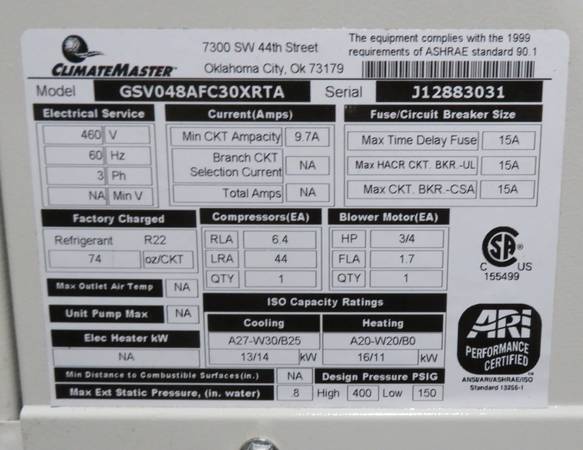 CLIMATEMASTER
7300 SW 44th Street
Oklahoma City, Ok 73179
The equipment complies with the 1999
requirements of ASHRAE standard 90.1
Model GSV048AFC30XRTA Serial J12883031
Electrical Service
460 V
60 Hz
3 Ph
NA Min V
Current(Amps)
Min CKT Ampacity 9.7A
Branch CKT
Selection Current NA
Total Amps NA
Fuse/Circuit Breaker Size
Max Time Delay Fuse 15A
Max HACR CKT. BKR.-UL 15A
Max CKT. BKR.-CSA 15A
Factory Charged
Refrigerant R22
74 oz/CKT
Compressors(EA)
RLA 6.4
LRA 44
QTY 1
Blower Motor(EA)
HP 3/4
FLA 1.7
QTY 1
CSA
C US
155499
Max Outlet Air Temp NA
Unit Pump Max NA
Elec Heater kW
NA
ISO Capacity Ratings
Cooling
A27-W30/B25
13/14 kW
Heating
A20-W20/B0
16/11 kW
ARI
PERFORMANCE
CERTIFIED
ANSI/ARI/ASHRAE/ISO
Standard 13256-1
Min Distance to Combustible Surfaces(in.) NA
Max Ext Static Pressure, (in. water) .8
Design Pressure PSIG
High 400 Low 150